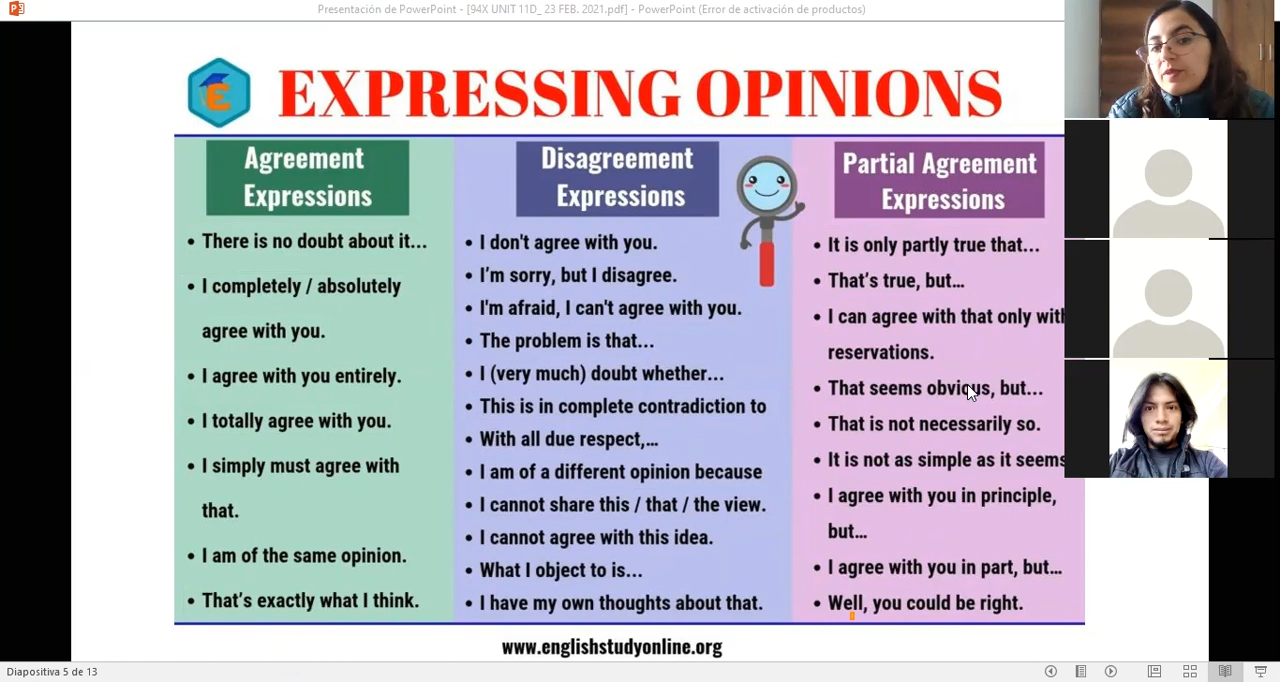 Presentación de PowerPoint - [94X UNIT 11D_ 23 FEB. 2021.pdf] - PowerPoint (Error de activación de productos)
EXPRESSING OPINIONS
Agreement
Expressions
• There is no doubt about it...
• I completely / absolutely
agree with you.
• I agree with you entirely.
• I totally agree with you.
• I simply must agree with
that.
• I am of the same opinion.
• That's exactly what I think.
Disagreement
Expressions
• I don't agree with you.
• I'm sorry, but I disagree.
• I'm afraid, I can't agree with you.
• The problem is that...
• I (very much) doubt whether...
• This is in complete contradiction to
• With all due respect,...
• I am of a different opinion because
• I cannot share this / that / the view.
• I cannot agree with this idea.
• What I object to is...
• I have my own thoughts about that.
Partial Agreement
Expressions
• It is only partly true that...
• That's true, but...
• I can agree with that only with
reservations.
• That seems obvious, but...
• That is not necessarily so.
• It is not as simple as it seems
• I agree with you in principle,
but...
• I agree with you in part, but...
• Well, you could be right.
www.englishstudyonline.org
Diapositiva 5 de 13